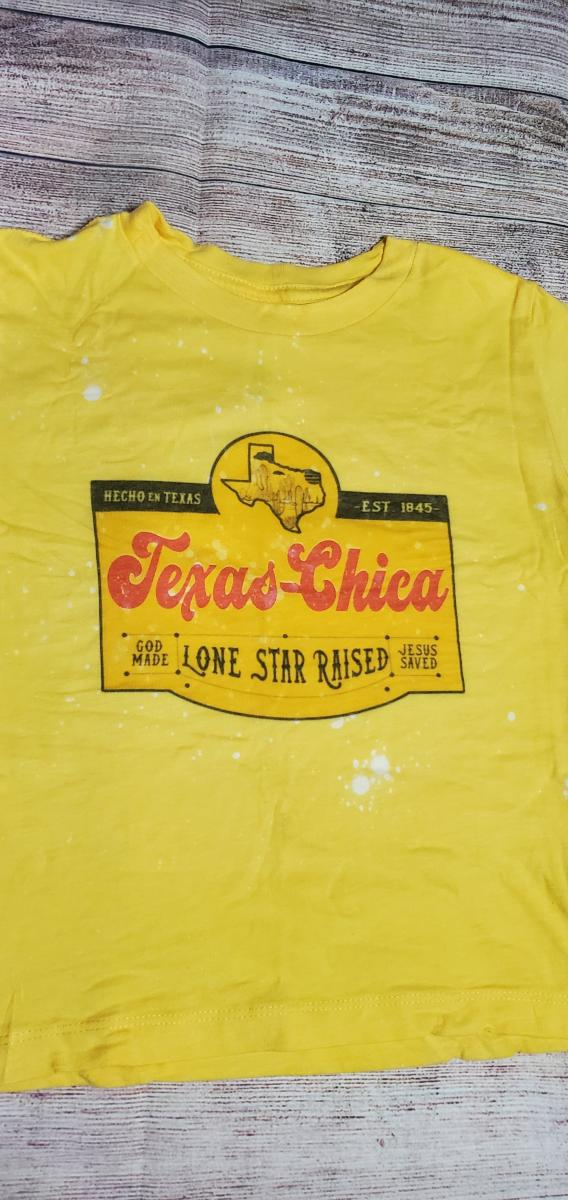 HECHO EN TEXAS
-EST 1845-
Texas-Chica
GOD MADE
LONE STAR RAISED
JESUS SAVED